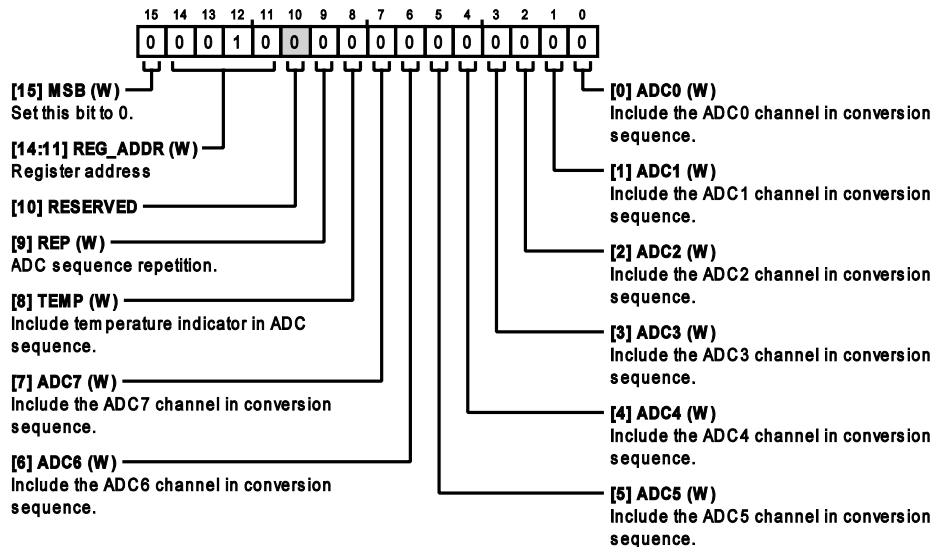 15 14 13 12 11 10 9 8 7 6 5 4 3 2 1 0
0 0 0 1 0 0 0 0 0 0 0 0 0 0 0 0
[15] MSB (W)
Set this bit to 0.
[14:11] REG_ADDR (W)
Register address
[10] RESERVED
[9] REP (W)
ADC sequence repetition.
[8] TEMP (W)
Include temperature indicator in ADC
sequence.
[7] ADC7 (W)
Include the ADC7 channel in conversion
sequence.
[6] ADC6 (W)
Include the ADC6 channel in conversion
sequence.
[0] ADC0 (W)
Include the ADC0 channel in conversion
sequence.
[1] ADC1 (W)
Include the ADC1 channel in conversion
sequence.
[2] ADC2 (W)
Include the ADC2 channel in conversion
sequence.
[3] ADC3 (W)
Include the ADC3 channel in conversion
sequence.
[4] ADC4 (W)
Include the ADC4 channel in conversion
sequence.
[5] ADC5 (W)
Include the ADC5 channel in conversion
sequence.